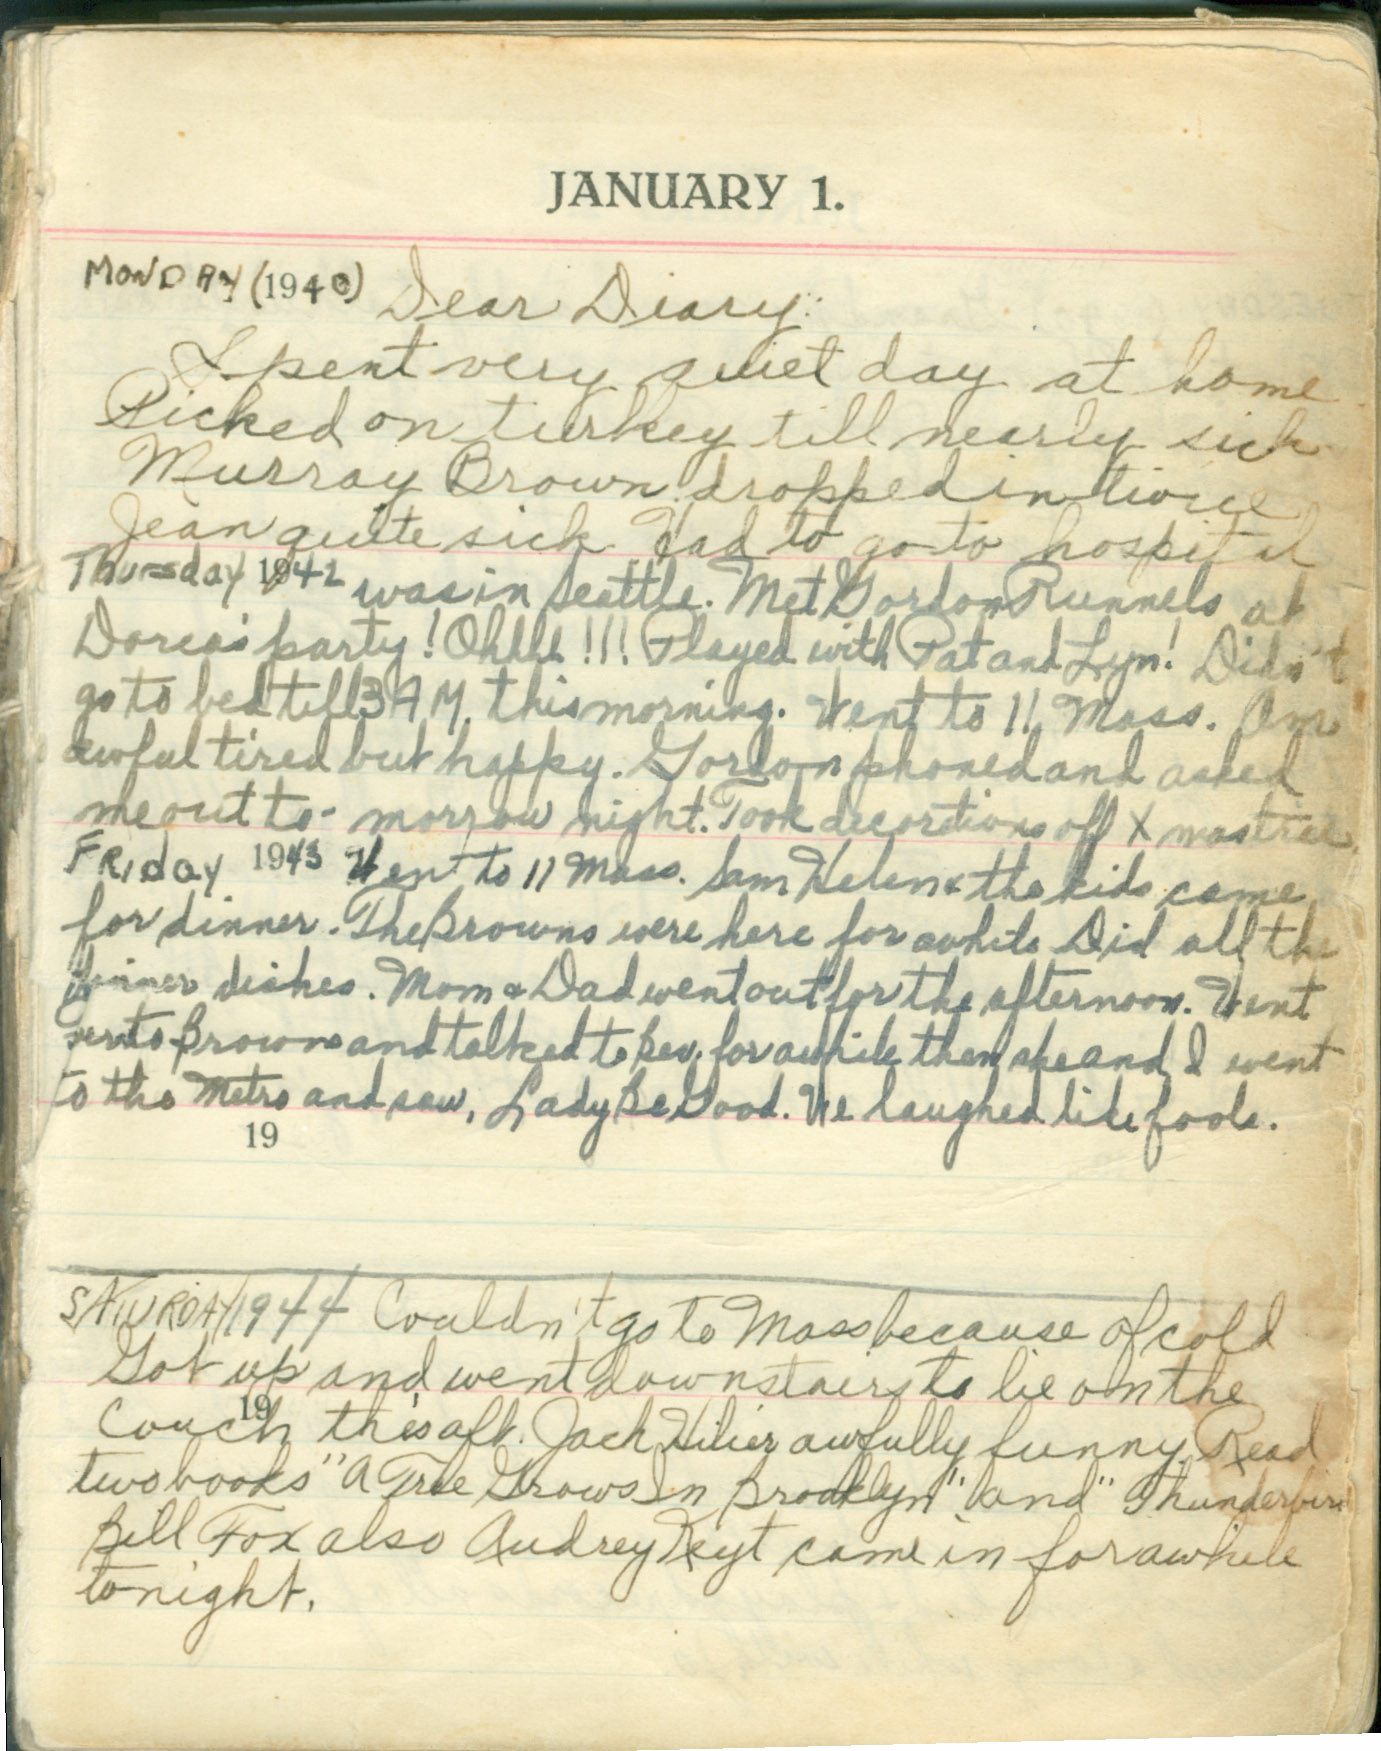 JANUARY 1.
MONDAY (1940) Dear Diary:
Spent very quiet day at home
Picked on turkey till nearly sick
Murray Brown dropped in twice
Jean quite sick Had to go to hospital
Thursday 1942 was in Seattle. Met Gordon Runnels at
Dorca's party! Ohhhh!!! Played with Pat and Lyn! Didn't
go to bed till 3 A M. this morning. Went to 11 Mass. Am
awful tired but happy. Gordon phoned and asked
me out to-morrow night. Took decorations off X mastree.
FRiday 1943 Went to 11 Mass. Sam Helen & the kids came
for dinner. The Browns were here for awhile Did all the
dinner dishes. Mom & Dad went out for the afternoon. Went
over to Browns and talked to Bev. for awhile then she and I went
to the Metro and saw, Lady Be Good. We laughed like fools.
19
SATURDAY 1944 Couldn't go to Mass because of cold
Got up and went downstairs to lie on the
19
couch this aft. Jack awfully funny. Read
two books "A Tree Grows In Brooklyn" and "Thunderbird
Bill Fox also Audrey came in for awhile
tonight.